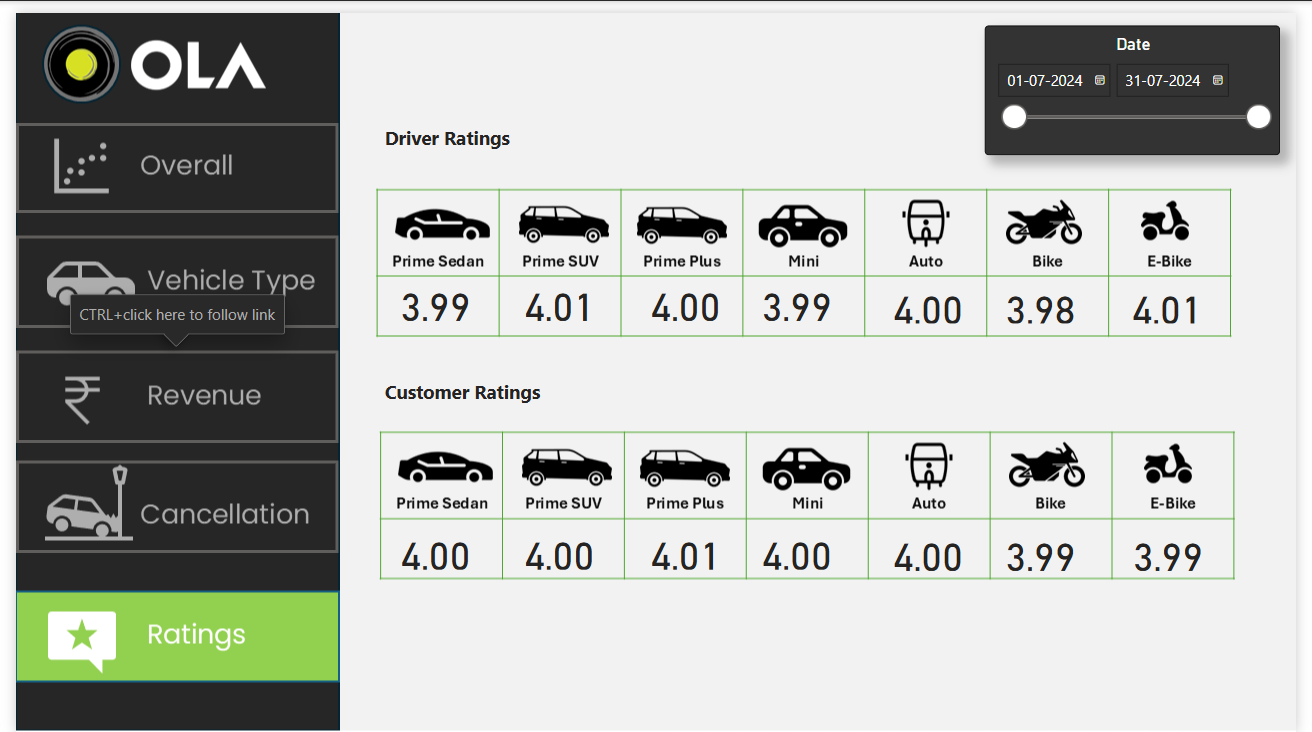 OLA
Date
01-07-2024 31-07-2024
Overall
Vehicle Type
CTRL+click here to follow link
Revenue
Cancellation
Ratings
Driver Ratings
Prime Sedan Prime SUV Prime Plus Mini Auto Bike E-Bike
3.99 4.01 4.00 3.99 4.00 3.98 4.01
Customer Ratings
Prime Sedan Prime SUV Prime Plus Mini Auto Bike E-Bike
4.00 4.00 4.01 4.00 4.00 3.99 3.99